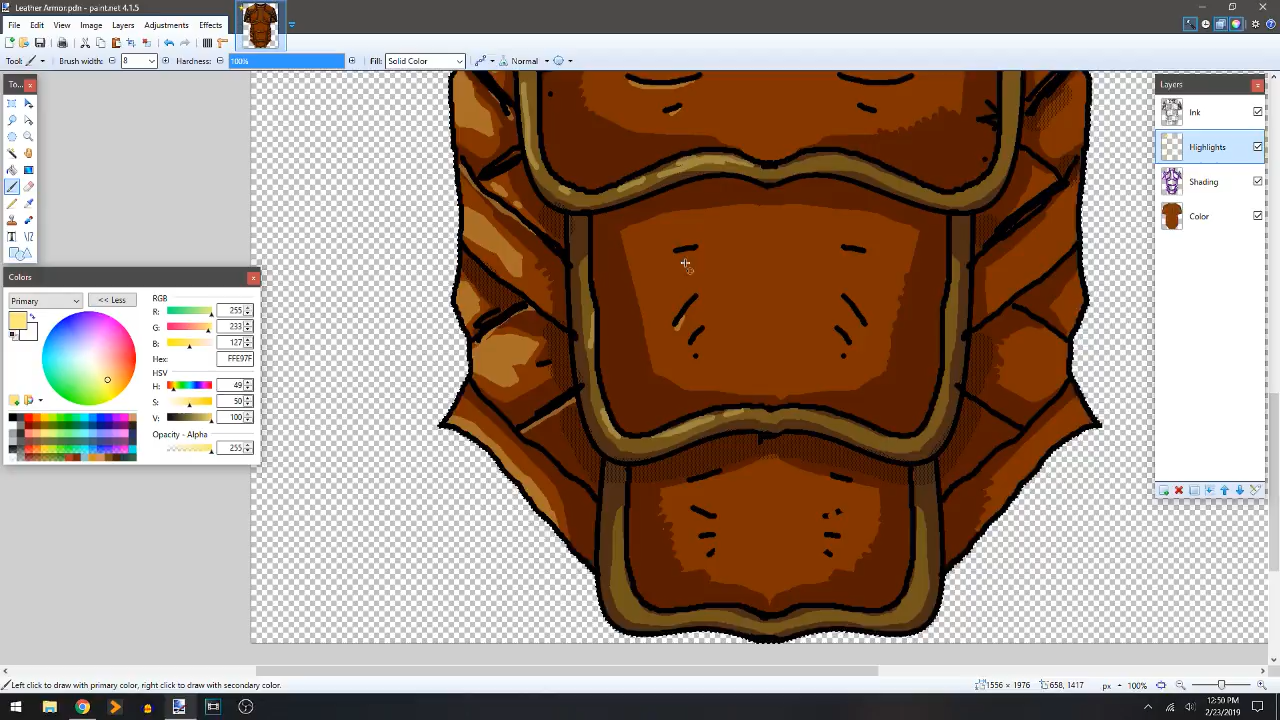 Leather Armor.pdn - paint.net 4.1.5
File Edit View Image Layers Adjustments Effects
Tool: Brush width: 8 Hardness: 100% Fill: Solid Color Normal
To...
Layers
Ink
Highlights
Shading
Color
Colors
Primary << Less
RGB
R: 255
G: 233
B: 127
Hex: FFE97F
HSV
H: 49
S: 50
V: 100
Opacity - Alpha
255
Left click to draw with primary color, right click to draw with secondary color. 1556 × 1976 658, 1417 px 100%
12:50 PM
2/23/2019